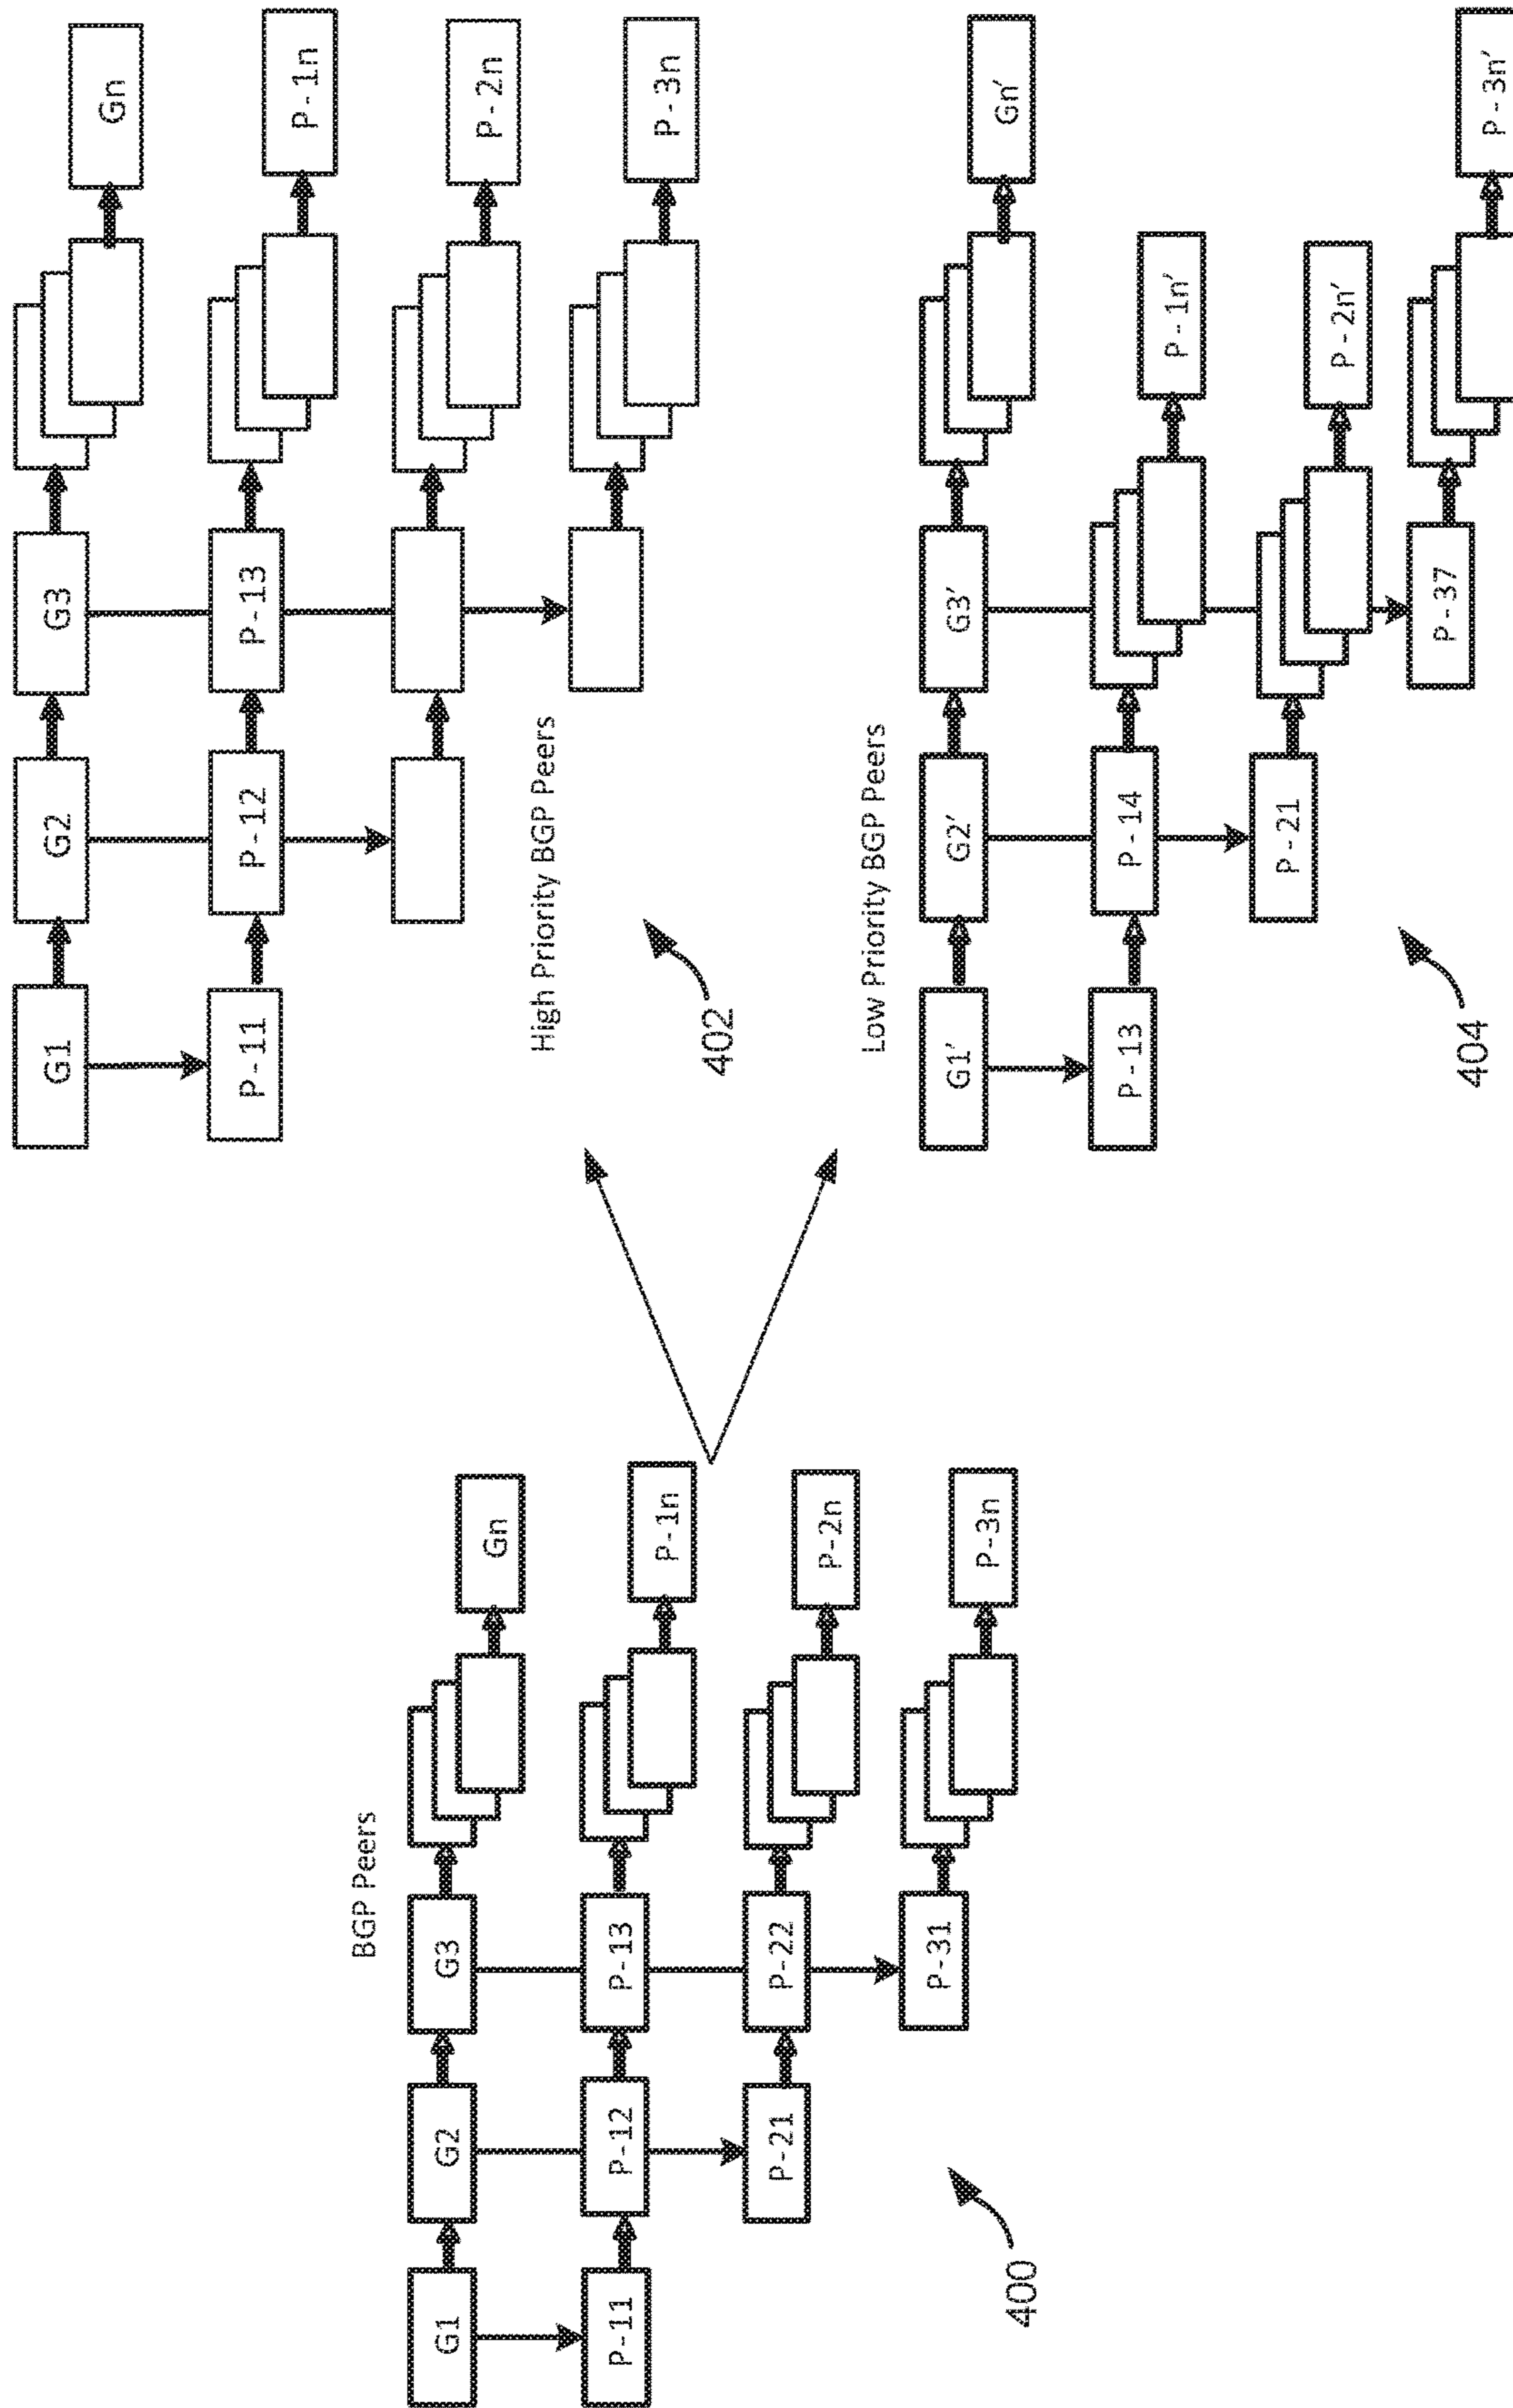 BGP Peers
G1
G2
G3
Gn
P-11
P-12
P-13
P-1n
P-21
P-22
P-2n
P-31
P-3n
400
G1
G2
G3
Gn
P-11
P-12
P-13
P-1n
P-2n
P-3n
High Priority BGP Peers
402
Low Priority BGP Peers
G1′
G2′
G3′
Gn′
P-13
P-14
P-1n′
P-21
P-2n′
P-37
P-3n′
404